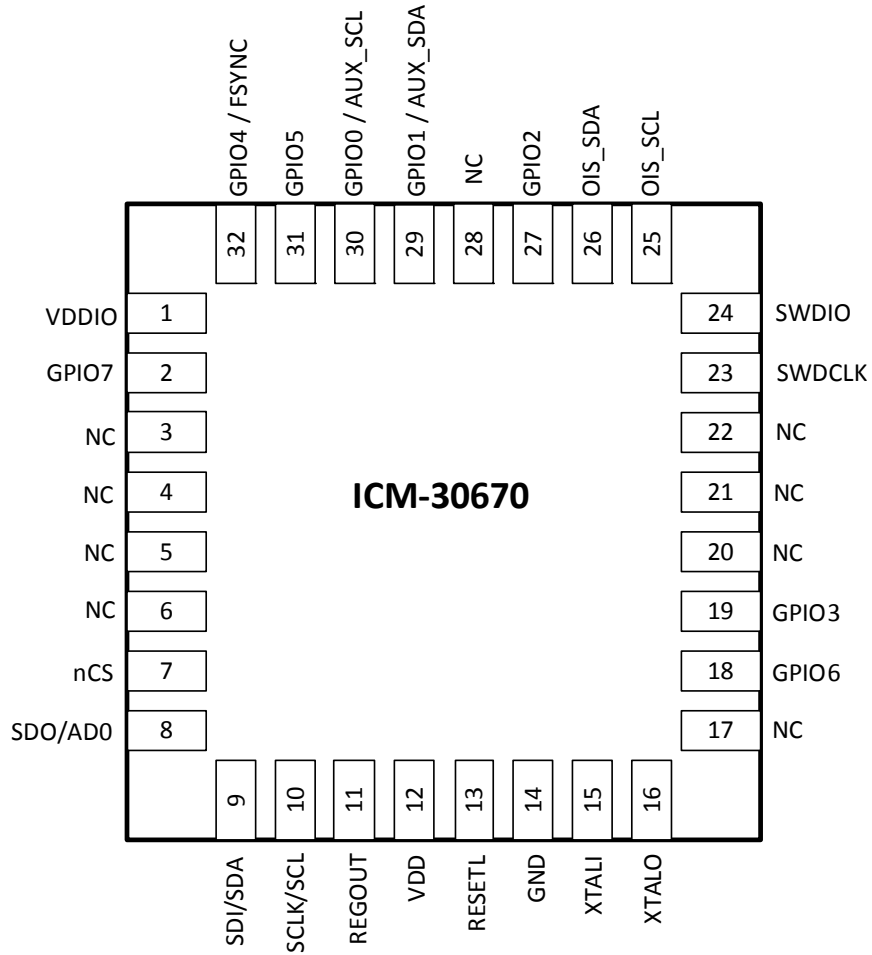 GPIO4 / FSYNC
GPIO5
GPIO0 / AUX_SCL
GPIO1 / AUX_SDA
NC
GPIO2
OIS_SDA
OIS_SCL
32
31
30
29
28
27
26
25
VDDIO 1
GPIO7 2
NC 3
NC 4
NC 5
NC 6
nCS 7
SDO/AD0 8
ICM-30670
24 SWDIO
23 SWDCLK
22 NC
21 NC
20 NC
19 GPIO3
18 GPIO6
17 NC
9
10
11
12
13
14
15
16
SDI/SDA
SCLK/SCL
REGOUT
VDD
RESETL
GND
XTALI
XTALO